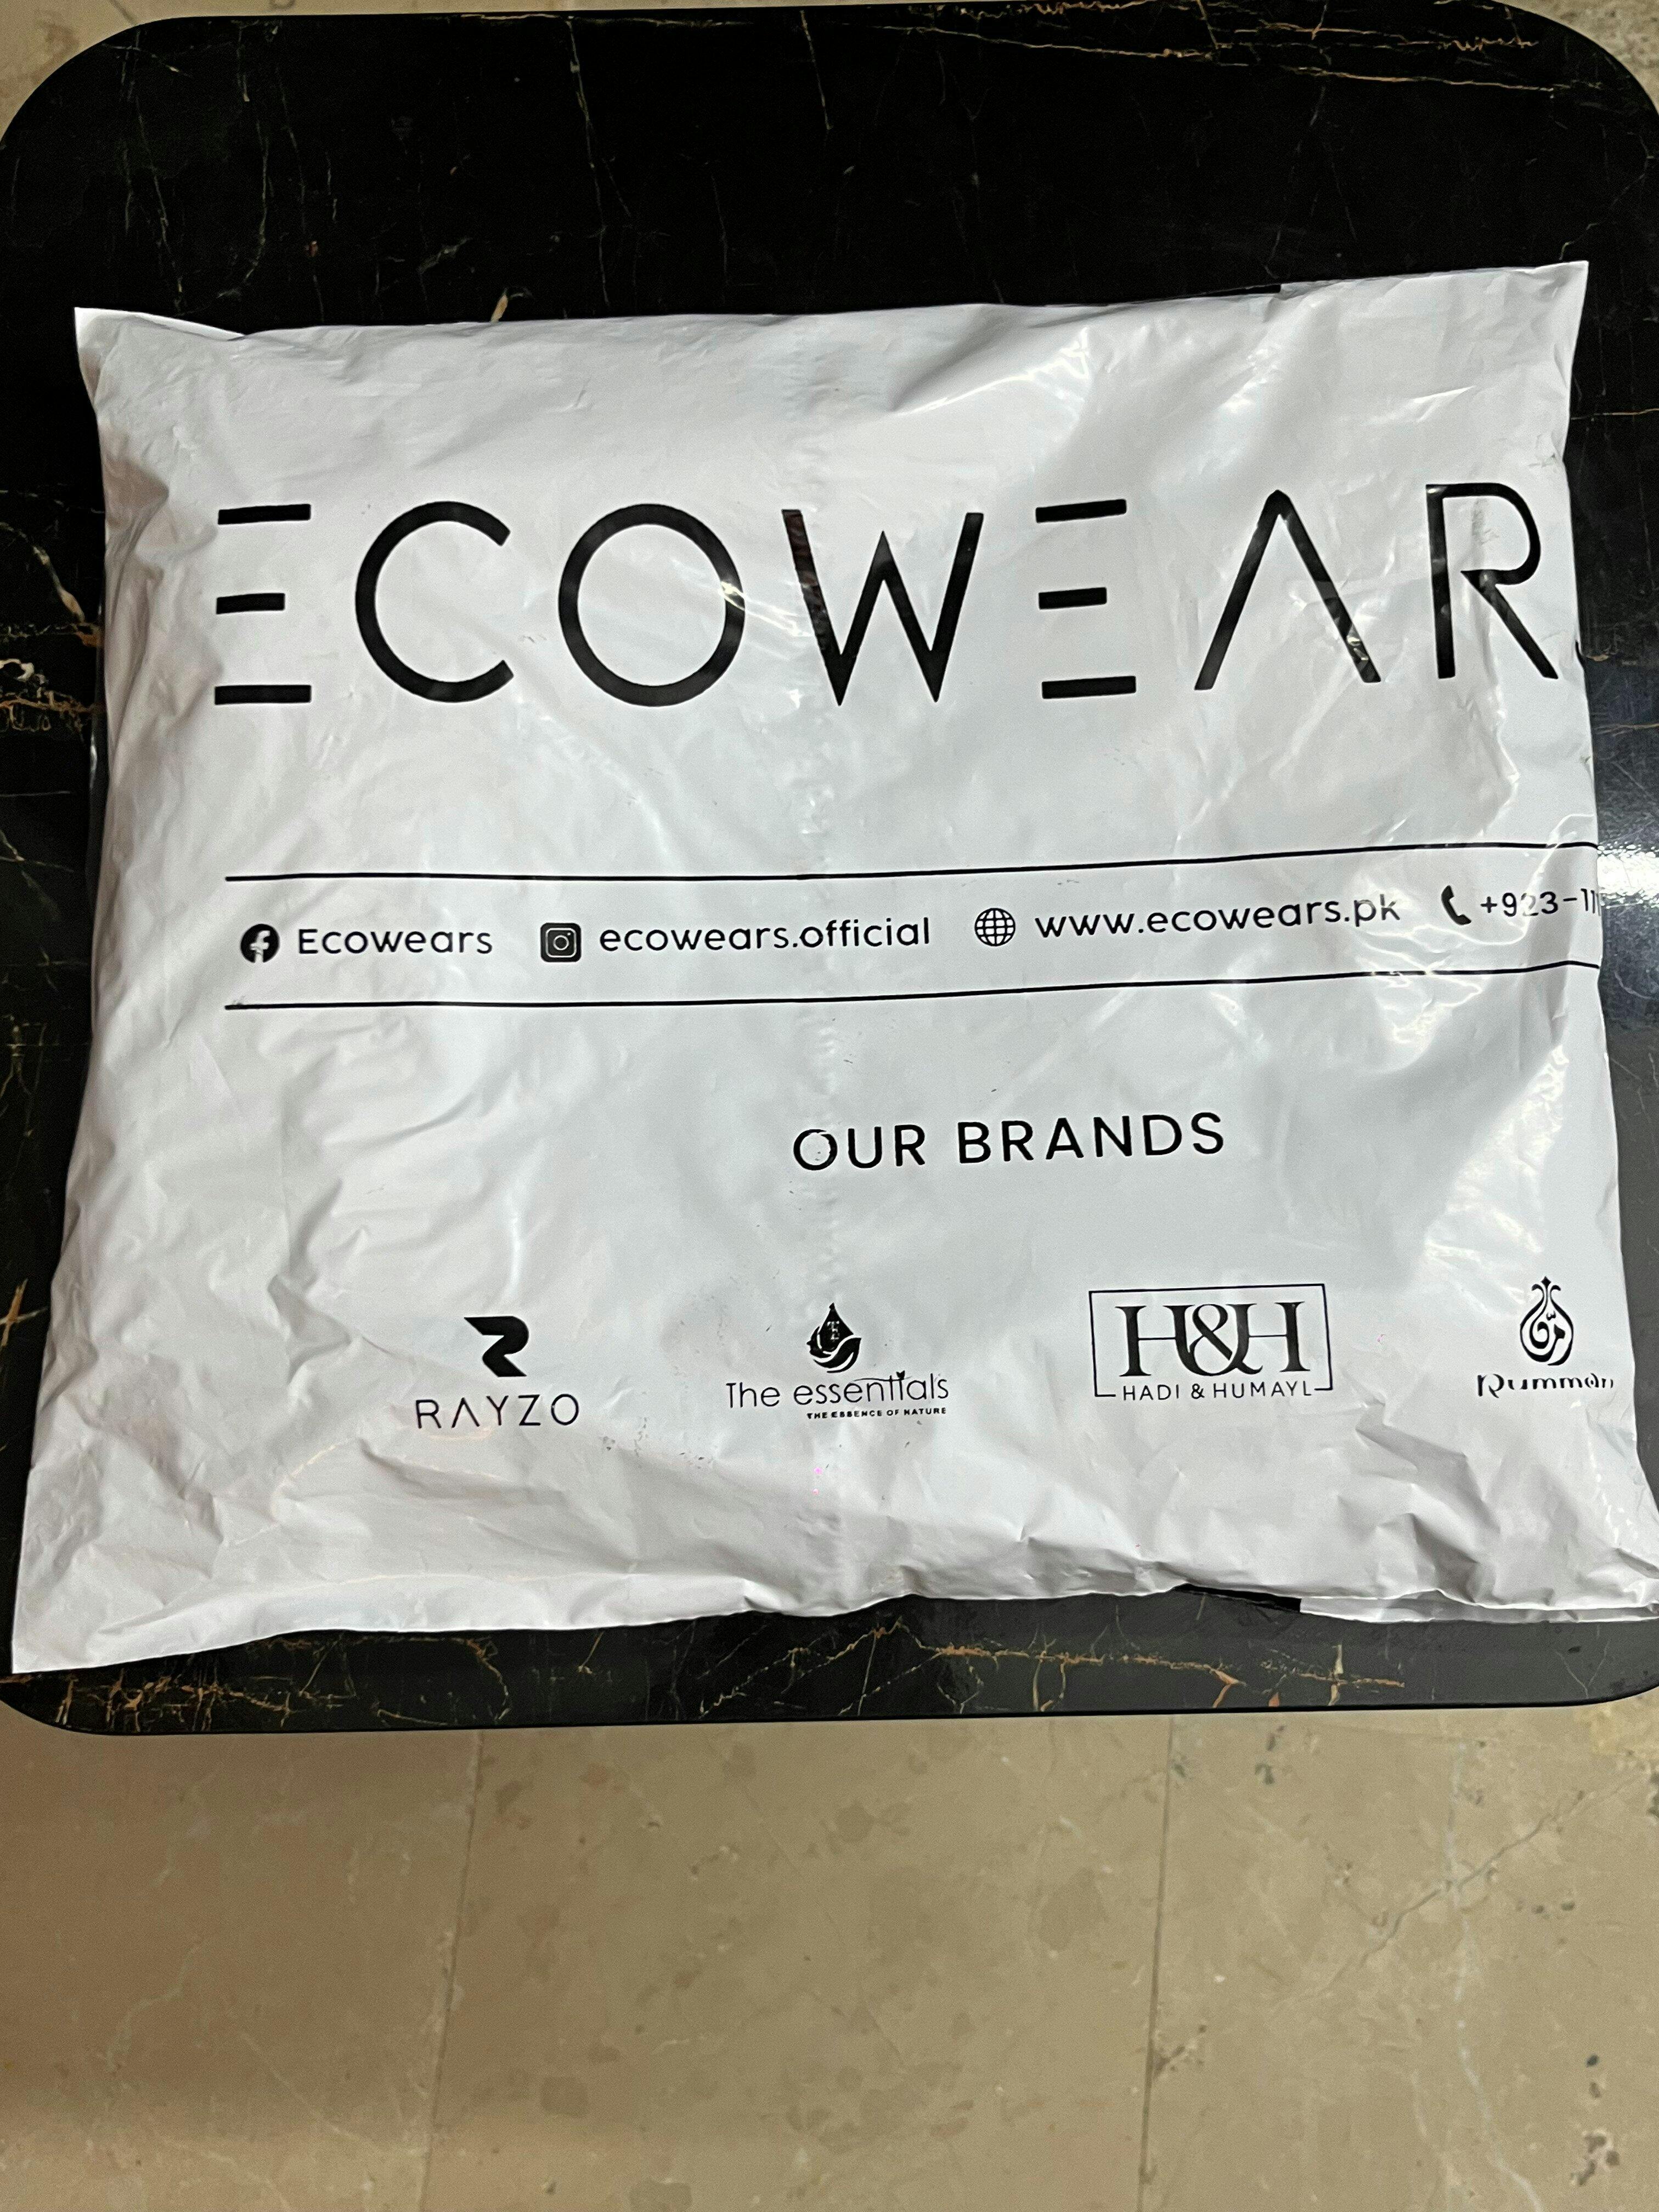 ECOWEAR
Ecowears ecowears.official www.ecowears.pk +923-11
OUR BRANDS
RAYZO
The essentials
THE ESSENCE OF NATURE
H&H
HADI & HUMAYL
Rumman